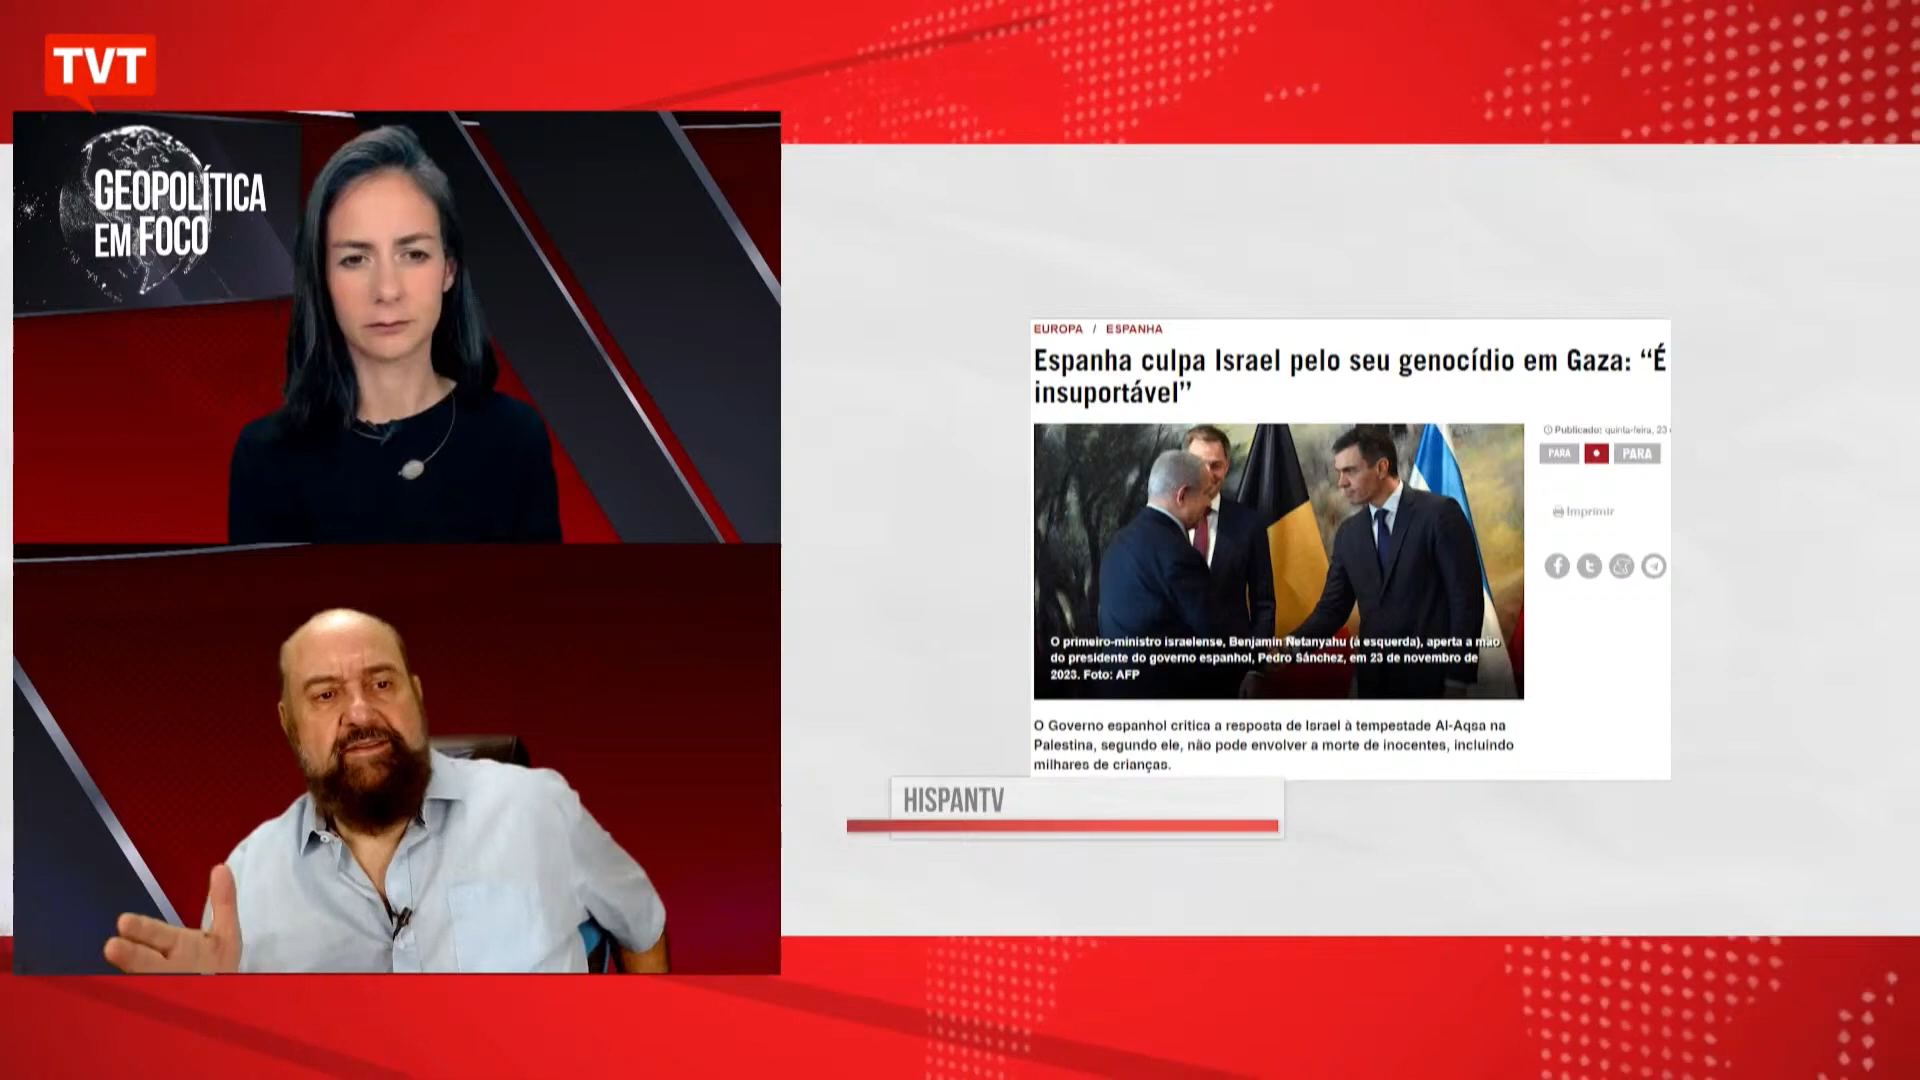 TVT
GEOPOLÍTICA
EM FOCO
EUROPA / ESPANHA
Espanha culpa Israel pelo seu genocídio em Gaza: “É
insuportável”
Publicado: quinta-feira, 23
PARA
PARA
Imprimir
O primeiro-ministro israelense, Benjamin Netanyahu (à esquerda), aperta a mão
do presidente do governo espanhol, Pedro Sánchez, em 23 de novembro de
2023. Foto: AFP
O Governo espanhol critica a resposta de Israel à tempestade Al-Aqsa na
Palestina, segundo ele, não pode envolver a morte de inocentes, incluindo
milhares de crianças.
HISPANTV